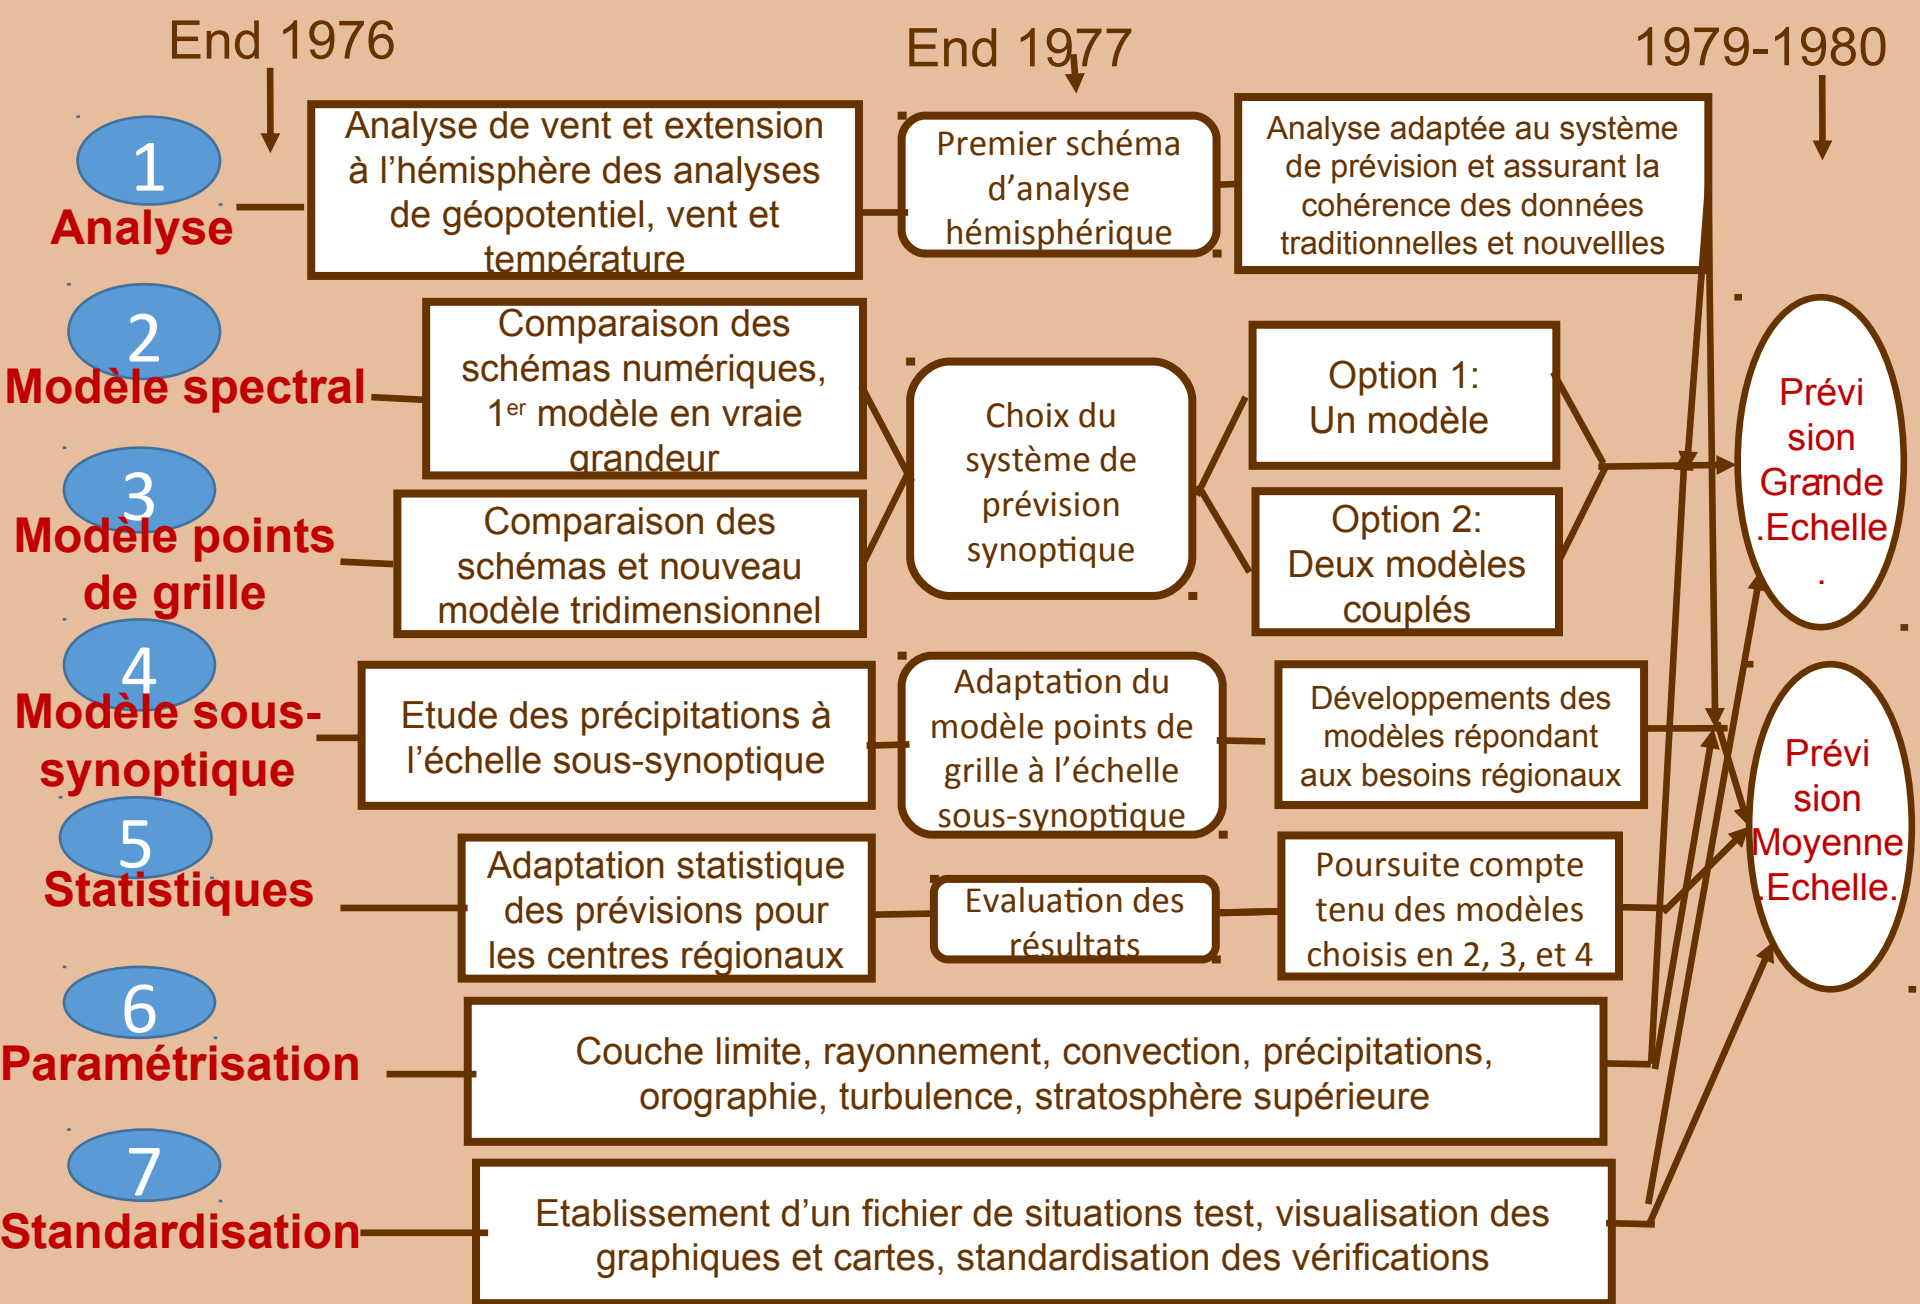 End 1976
End 1977
1979-1980
1
Analyse
Analyse de vent et extension
à l’hémisphère des analyses
de géopotentiel, vent et
température
Premier schéma
d’analyse
hémisphérique
Analyse adaptée au système
de prévision et assurant la
cohérence des données
traditionnelles et nouvellles
2
Modèle spectral
Comparaison des
schémas numériques,
1er modèle en vraie
grandeur
3
Modèle points
de grille
Comparaison des
schémas et nouveau
modèle tridimensionnel
Choix du
système de
prévision
synoptique
Option 1:
Un modèle
Option 2:
Deux modèles
couplés
Prévi
sion
Grande
.Echelle
.
4
Modèle sous-
synoptique
Etude des précipitations à
l’échelle sous-synoptique
Adaptation du
modèle points de
grille à l’échelle
sous-synoptique
Développements des
modèles répondant
aux besoins régionaux
Prévi
sion
Moyenne
.Echelle.
5
Statistiques
Adaptation statistique
des prévisions pour
les centres régionaux
Evaluation des
résultats
Poursuite compte
tenu des modèles
choisis en 2, 3, et 4
6
Paramétrisation
Couche limite, rayonnement, convection, précipitations,
orographie, turbulence, stratosphère supérieure
7
Standardisation
Etablissement d’un fichier de situations test, visualisation des
graphiques et cartes, standardisation des vérifications